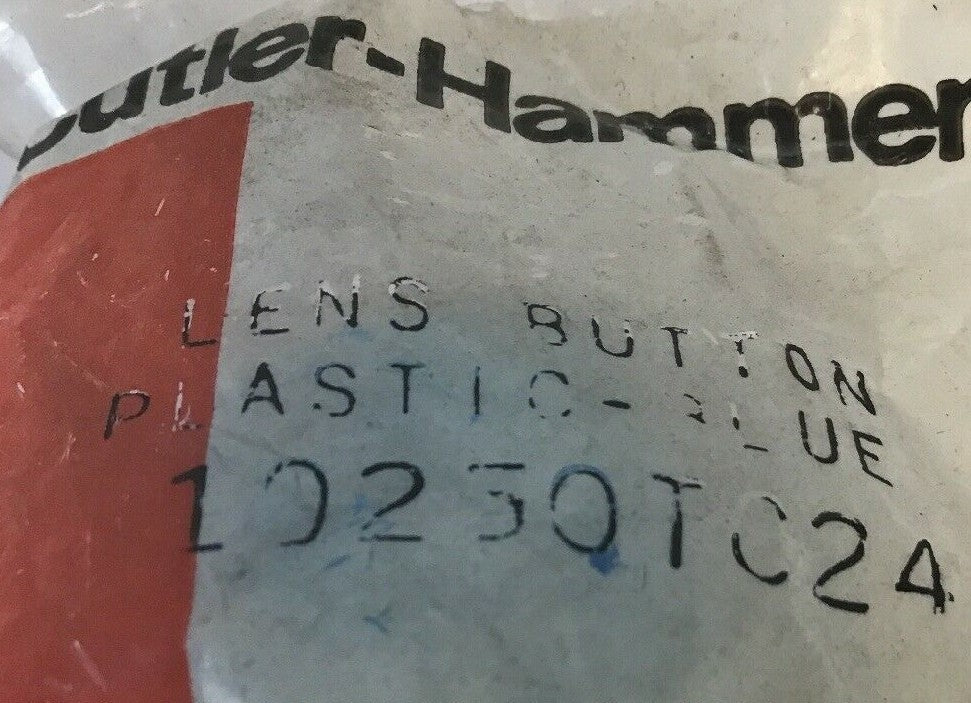 Cutler-Hammer
LENS BUTTON
PLASTIC-BLUE
10250TC24